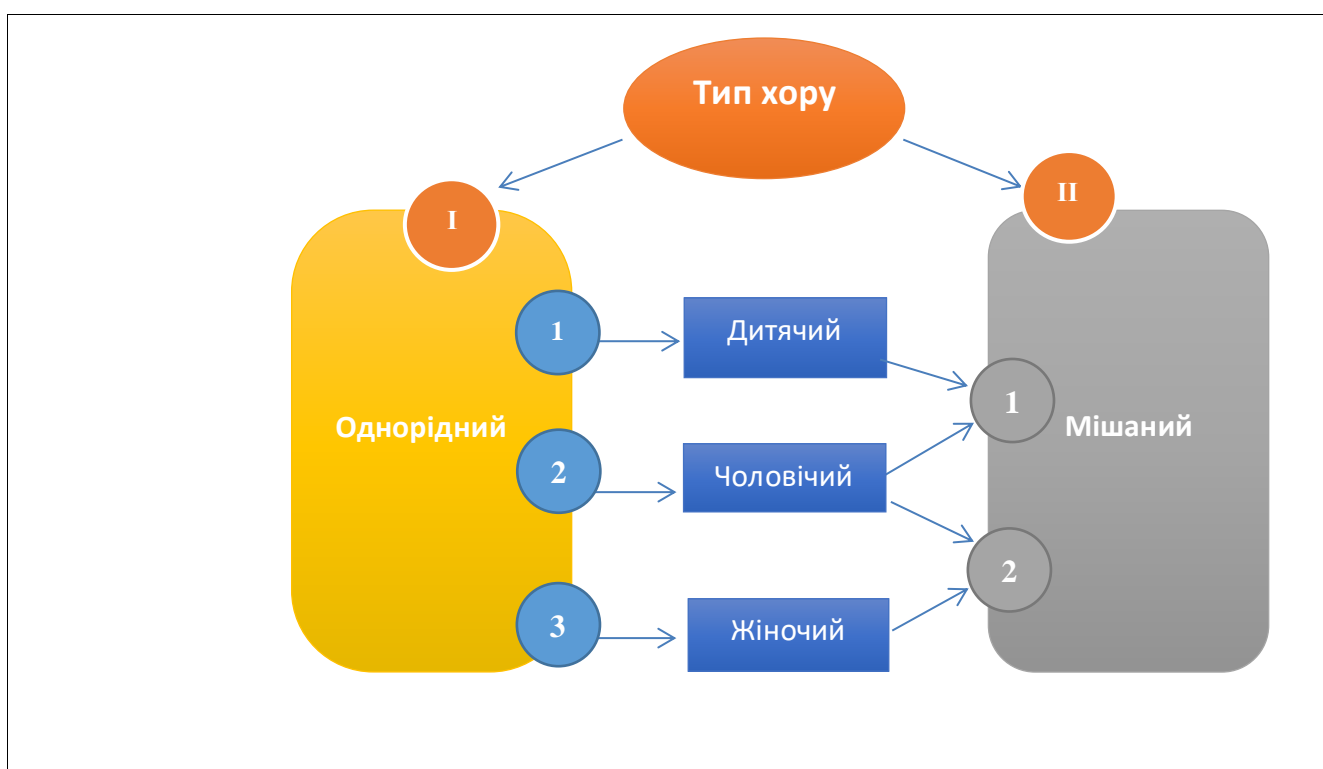 Тип хору
I
II
1
Дитячий
1
Однорідний
Мішаний
2
Чоловічий
2
3
Жіночий